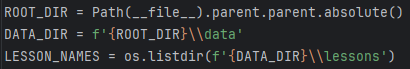 ROOT_DIR = Path(__file__).parent.parent.absolute()
DATA_DIR = f'{ROOT_DIR}\\data'
LESSON_NAMES = os.listdir(f'{DATA_DIR}\\lessons')